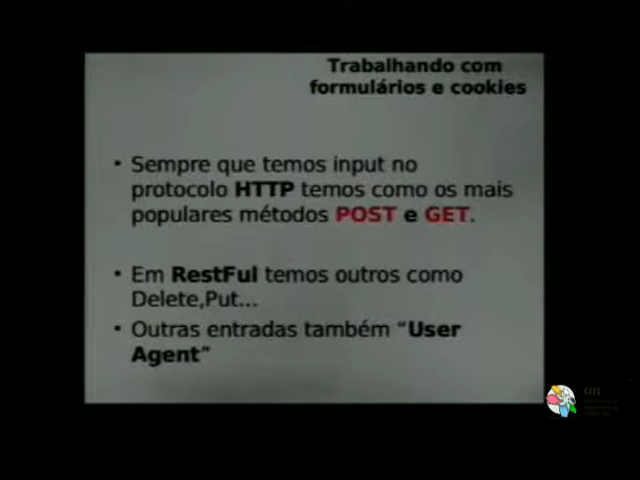 Trabalhando com
formulários e cookies
• Sempre que temos input no
protocolo HTTP temos como os mais
populares métodos POST e GET.
• Em RestFul temos outros como
Delete,Put...
• Outras entradas também “User
Agent”